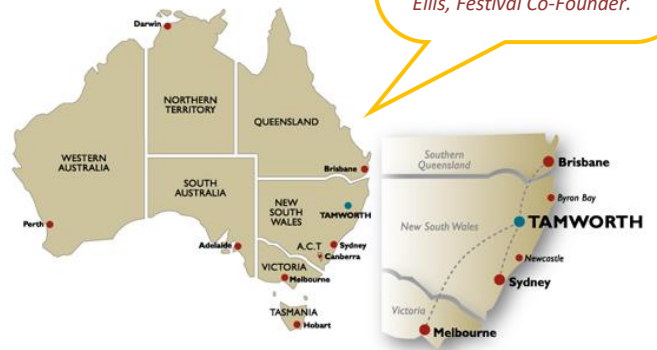 Ellis, Festival Co-Founder.
Darwin
NORTHERN
TERRITORY
QUEENSLAND
WESTERN
AUSTRALIA
SOUTH
AUSTRALIA
Brisbane
NEW
SOUTH
WALES
TAMWORTH
Perth
Adelaide
A.C.T
Sydney
Canberra
VICTORIA
Melbourne
TASMANIA
Hobart
Southern
Queensland
Brisbane
Byron Bay
New South Wales
TAMWORTH
Newcastle
Sydney
Victoria
Melbourne